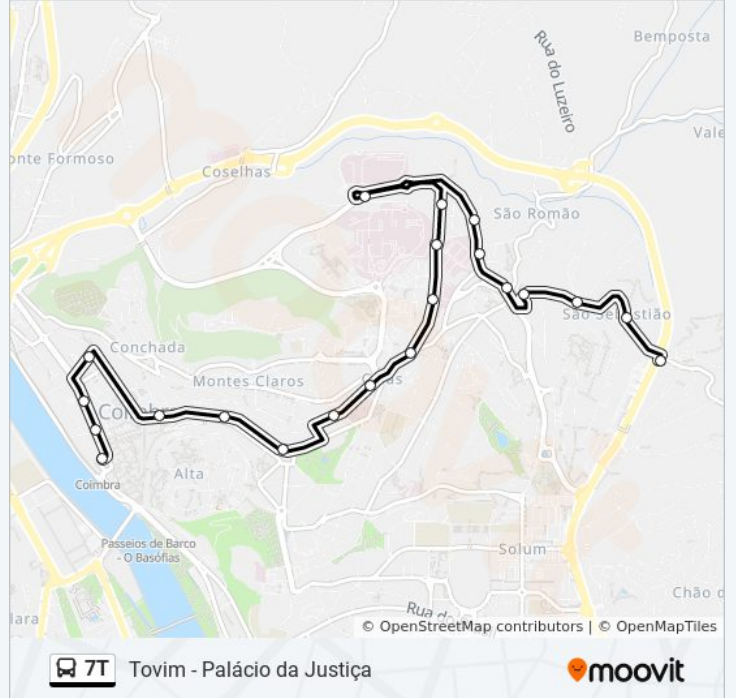 Bemposta
Rua do Luzeiro
Vale
onte Formoso
Coselhas
São Romão
São Sebastião
Conchada
Montes Claros
Coimbra
Alta
Coimbra
Passeios de Barco
- O Basófias
Solum
Chão d
lara
© OpenStreetMap contributors | © OpenMapTiles
7T Tovim - Palácio da Justiça
moovit